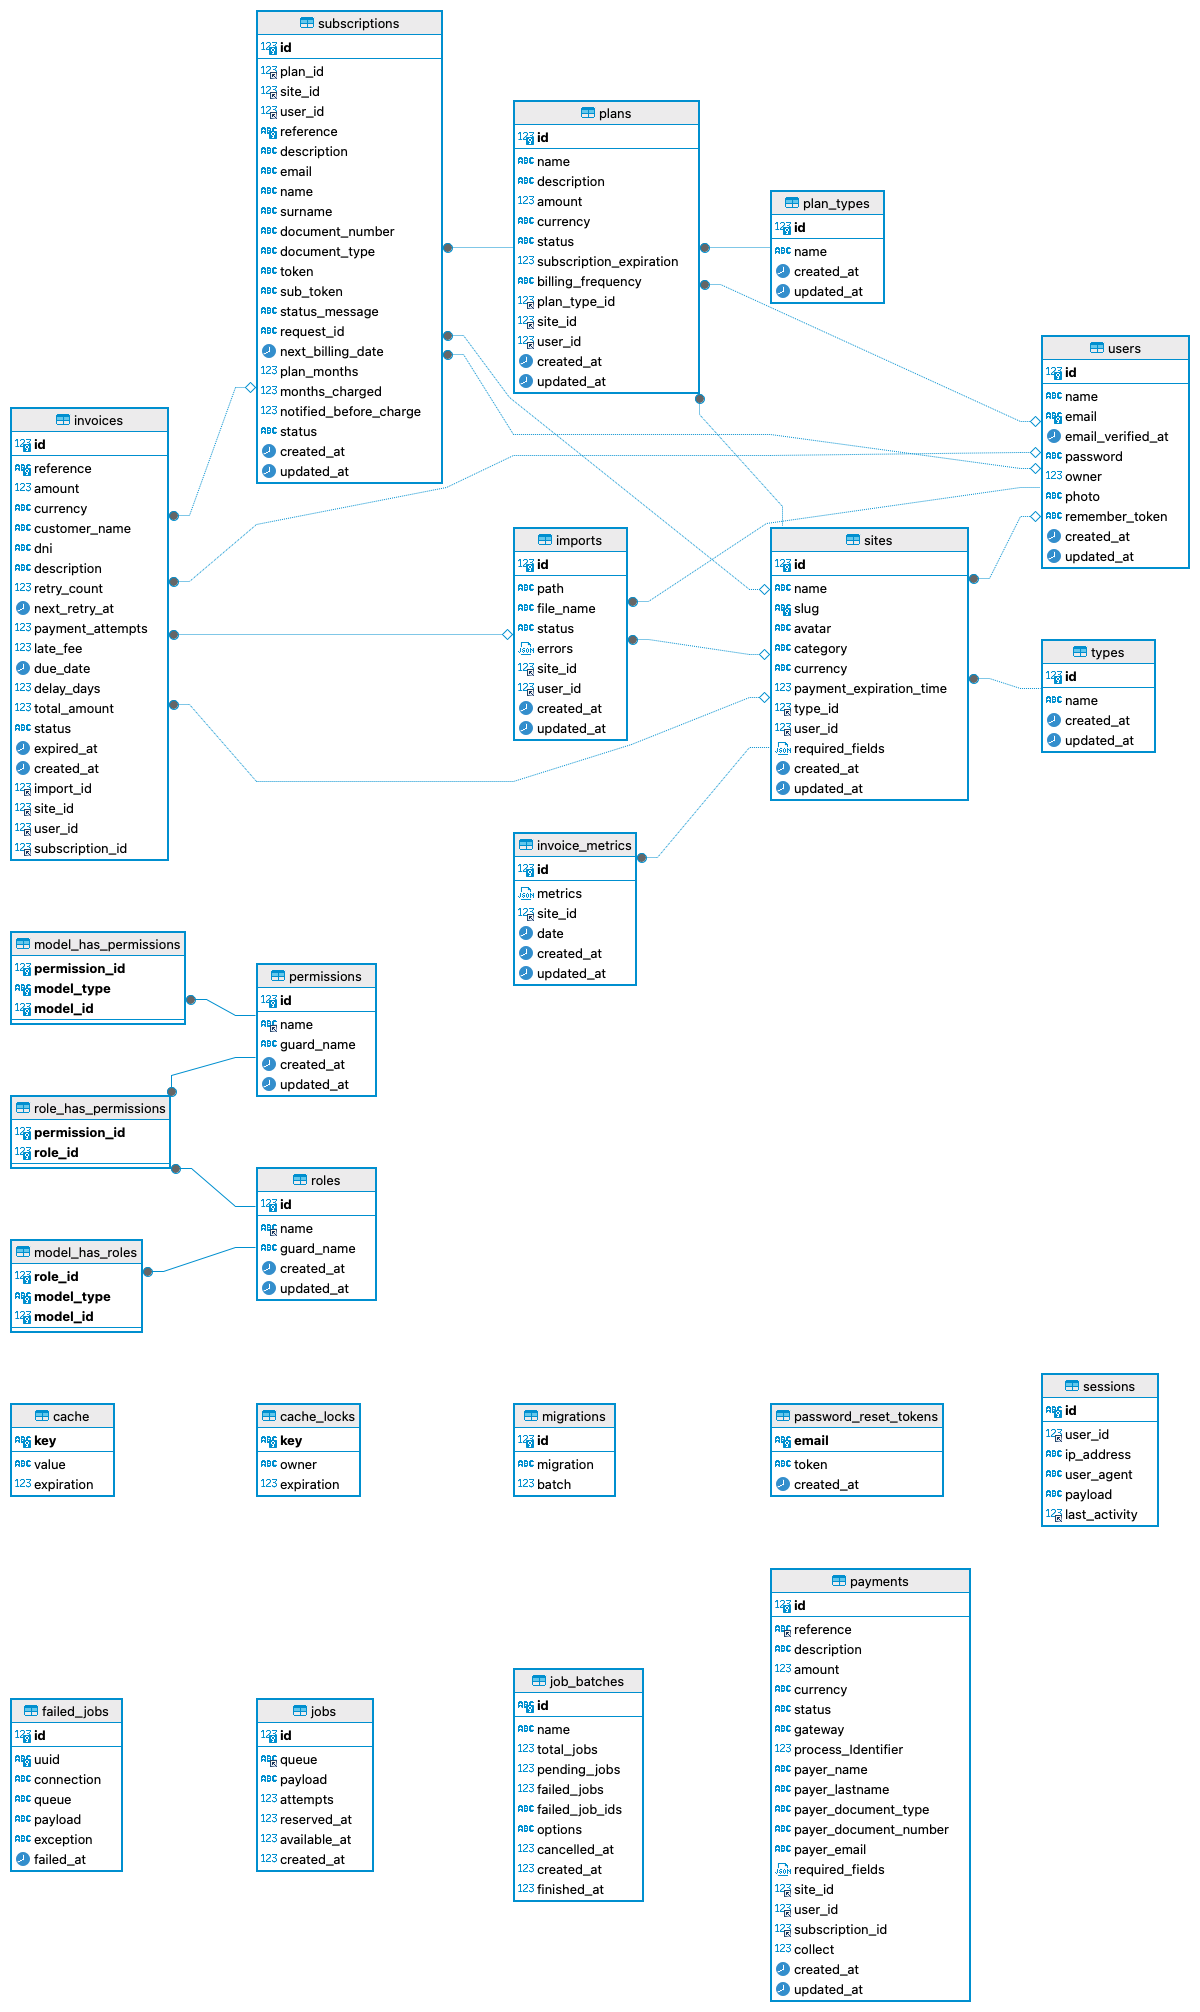 subscriptions
id
plan_id
site_id
user_id
reference
description
email
name
surname
document_number
document_type
token
sub_token
status_message
request_id
next_billing_date
plan_months
months_charged
notified_before_charge
status
created_at
updated_at
plans
id
name
description
amount
currency
status
subscription_expiration
billing_frequency
plan_type_id
site_id
user_id
created_at
updated_at
plan_types
id
name
created_at
updated_at
users
id
name
email
email_verified_at
password
owner
photo
remember_token
created_at
updated_at
invoices
id
reference
amount
currency
customer_name
dni
description
retry_count
next_retry_at
payment_attempts
late_fee
due_date
delay_days
total_amount
status
expired_at
created_at
import_id
site_id
user_id
subscription_id
imports
id
path
file_name
status
errors
site_id
user_id
created_at
updated_at
sites
id
name
slug
avatar
category
currency
payment_expiration_time
type_id
user_id
required_fields
created_at
updated_at
types
id
name
created_at
updated_at
invoice_metrics
id
metrics
site_id
date
created_at
updated_at
model_has_permissions
permission_id
model_type
model_id
permissions
id
name
guard_name
created_at
updated_at
role_has_permissions
permission_id
role_id
roles
id
name
guard_name
created_at
updated_at
model_has_roles
role_id
model_type
model_id
cache
key
value
expiration
cache_locks
key
owner
expiration
migrations
id
migration
batch
password_reset_tokens
email
token
created_at
sessions
id
user_id
ip_address
user_agent
payload
last_activity
failed_jobs
id
uuid
connection
queue
payload
exception
failed_at
jobs
id
queue
payload
attempts
reserved_at
available_at
created_at
job_batches
id
name
total_jobs
pending_jobs
failed_jobs
failed_job_ids
options
cancelled_at
created_at
finished_at
payments
id
reference
description
amount
currency
status
gateway
process_Identifier
payer_name
payer_lastname
payer_document_type
payer_document_number
payer_email
required_fields
site_id
user_id
subscription_id
collect
created_at
updated_at